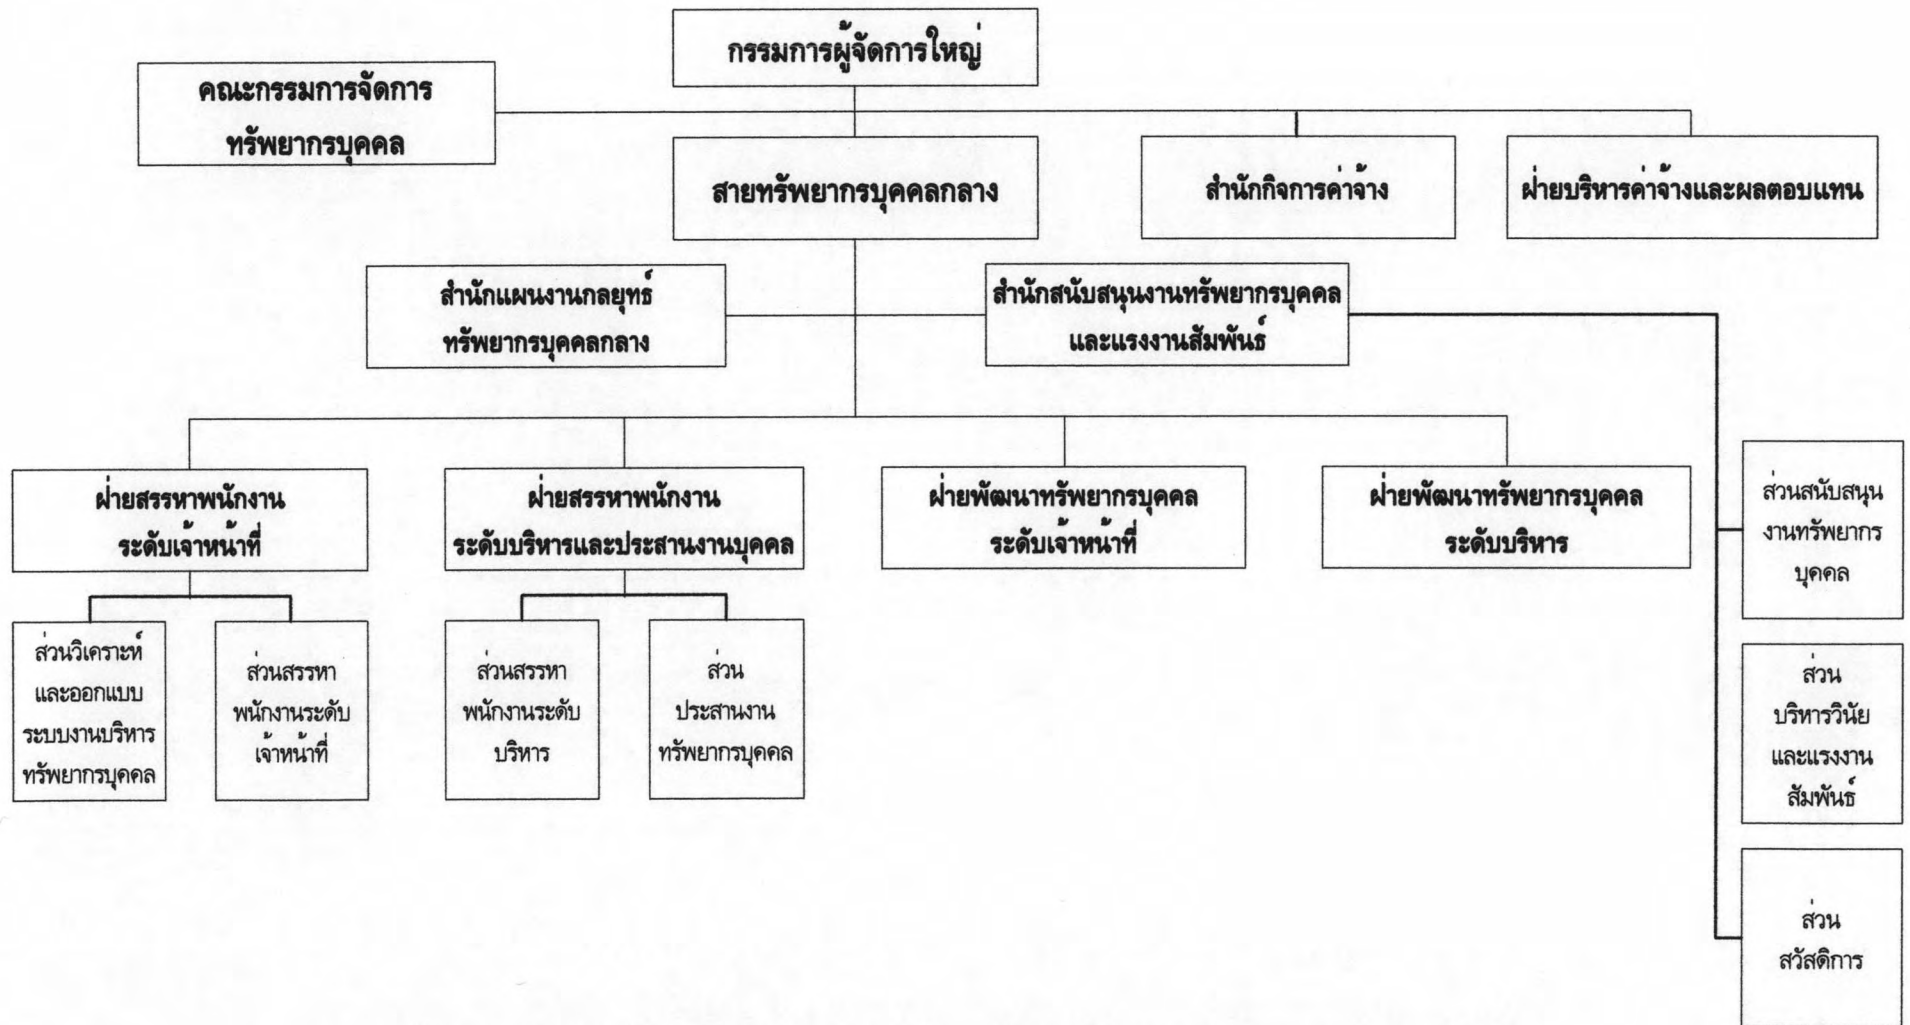 กรรมการผู้จัดการใหญ่
คณะกรรมการจัดการ
ทรัพยากรบุคคล
สายทรัพยากรบุคคลกลาง
สำนักกิจการค่าจ้าง
ฝ่ายบริหารค่าจ้างและผลตอบแทน
สำนักแผนงานกลยุทธ์
ทรัพยากรบุคคลกลาง
สำนักสนับสนุนงานทรัพยากรบุคคล
และแรงงานสัมพันธ์
ฝ่ายสรรหาพนักงาน
ระดับเจ้าหน้าที่
ฝ่ายสรรหาพนักงาน
ระดับบริหารและประสานงานบุคคล
ฝ่ายพัฒนาทรัพยากรบุคคล
ระดับเจ้าหน้าที่
ฝ่ายพัฒนาทรัพยากรบุคคล
ระดับบริหาร
ส่วนวิเคราะห์
และออกแบบ
ระบบงานบริหาร
ทรัพยากรบุคคล
ส่วนสรรหา
พนักงานระดับ
เจ้าหน้าที่
ส่วนสรรหา
พนักงานระดับ
บริหาร
ส่วน
ประสานงาน
ทรัพยากรบุคคล
ส่วนสนับสนุน
งานทรัพยากร
บุคคล
ส่วน
บริหารวินัย
และแรงงาน
สัมพันธ์
ส่วน
สวัสดิการ